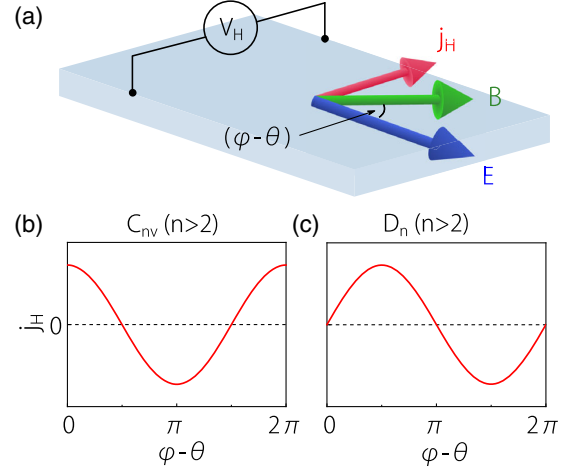 (a)
V_H
j_H
B
(φ-θ)
E
(b) C_nv (n>2)
(c) D_n (n>2)
j_H 0
0 π 2π
0 π 2π
φ-θ
φ-θ